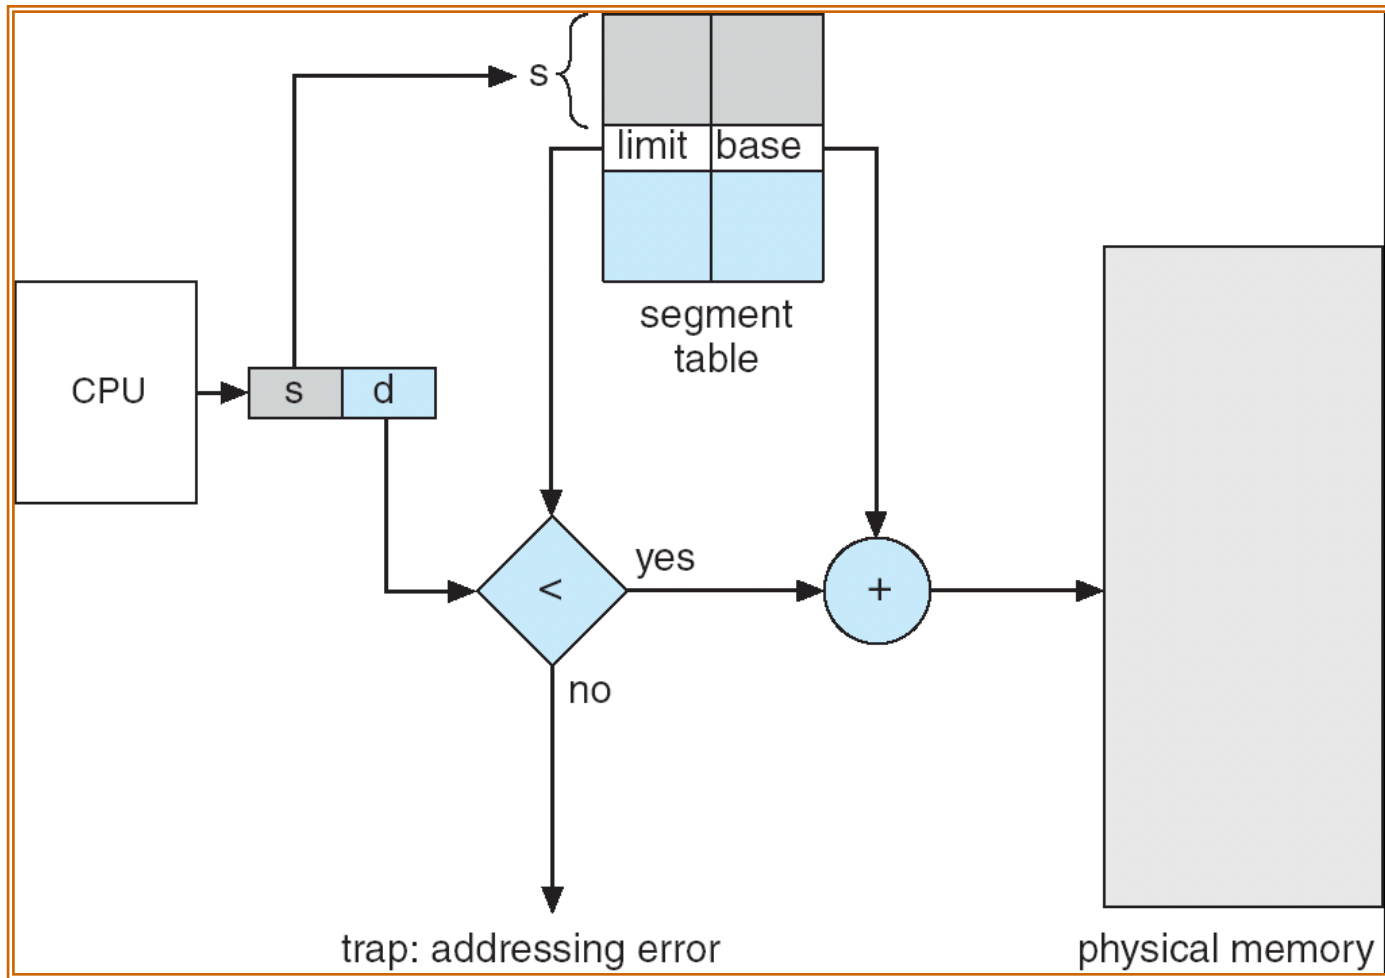 s
limit base
segment
table
CPU
s d
<
yes
+
no
trap: addressing error
physical memory